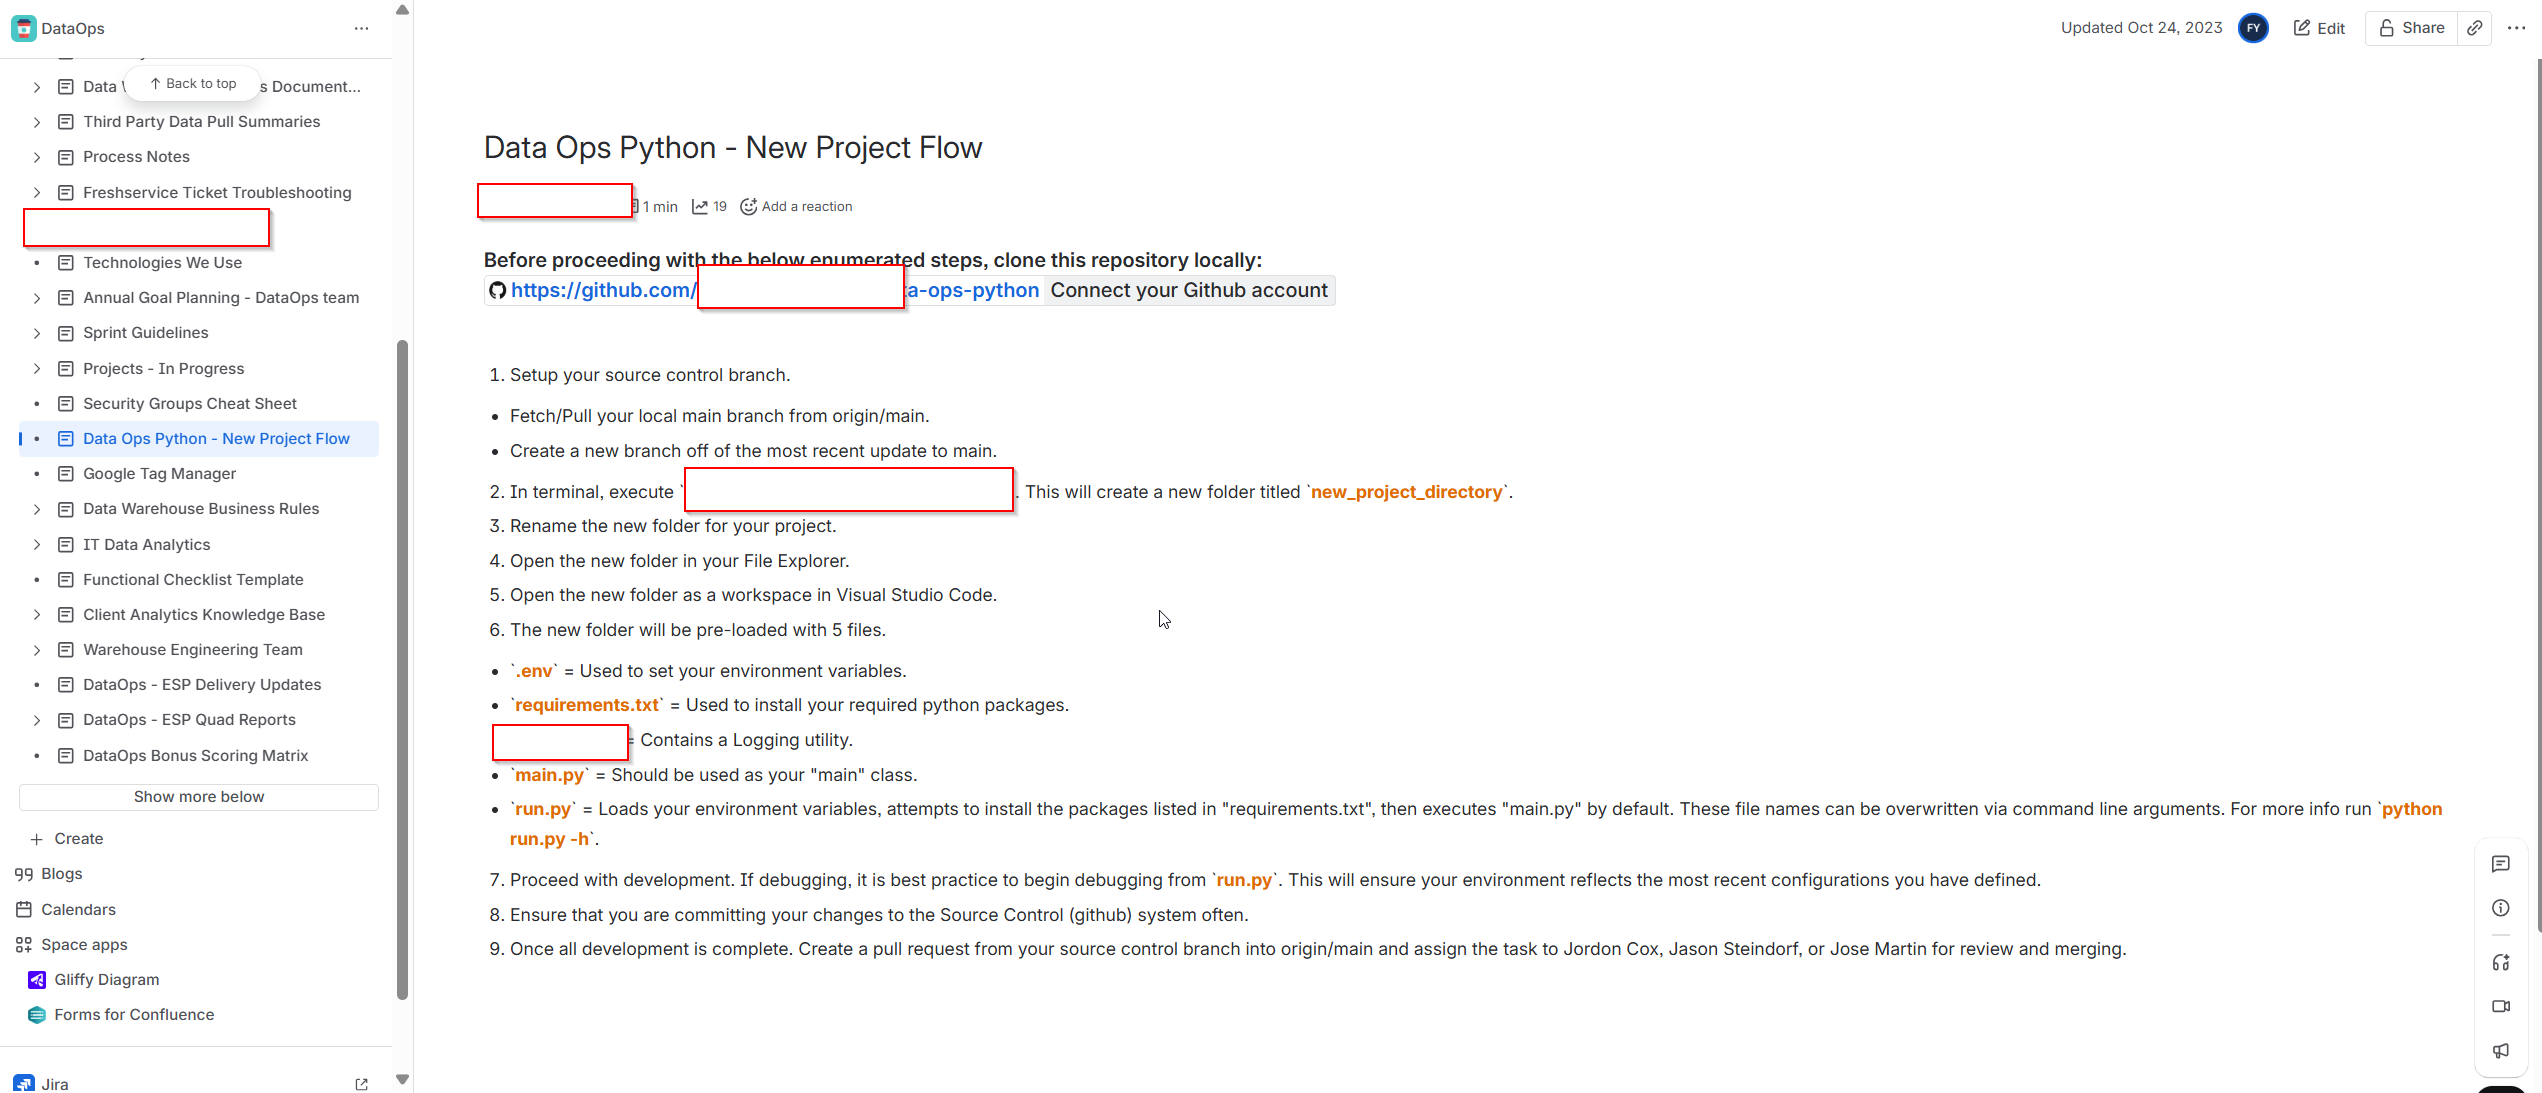 DataOps
Back to top
Data
s Document...
Third Party Data Pull Summaries
Process Notes
Freshservice Ticket Troubleshooting
Technologies We Use
Annual Goal Planning - DataOps team
Sprint Guidelines
Projects - In Progress
Security Groups Cheat Sheet
Data Ops Python - New Project Flow
Google Tag Manager
Data Warehouse Business Rules
IT Data Analytics
Functional Checklist Template
Client Analytics Knowledge Base
Warehouse Engineering Team
DataOps - ESP Delivery Updates
DataOps - ESP Quad Reports
DataOps Bonus Scoring Matrix
Show more below
Create
Blogs
Calendars
Space apps
Gliffy Diagram
Forms for Confluence
Jira
Updated Oct 24, 2023
FY
Edit
Share
Data Ops Python - New Project Flow
1 min 19 Add a reaction
Before proceeding with the below enumerated steps, clone this repository locally:
https://github.com/ ta-ops-python Connect your Github account
1. Setup your source control branch.
• Fetch/Pull your local main branch from origin/main.
• Create a new branch off of the most recent update to main.
2. In terminal, execute ` . This will create a new folder titled `new_project_directory`.
3. Rename the new folder for your project.
4. Open the new folder in your File Explorer.
5. Open the new folder as a workspace in Visual Studio Code.
6. The new folder will be pre-loaded with 5 files.
• `.env` = Used to set your environment variables.
• `requirements.txt` = Used to install your required python packages.
= Contains a Logging utility.
• `main.py` = Should be used as your "main" class.
• `run.py` = Loads your environment variables, attempts to install the packages listed in "requirements.txt", then executes "main.py" by default. These file names can be overwritten via command line arguments. For more info run `python
run.py -h`.
7. Proceed with development. If debugging, it is best practice to begin debugging from `run.py`. This will ensure your environment reflects the most recent configurations you have defined.
8. Ensure that you are committing your changes to the Source Control (github) system often.
9. Once all development is complete. Create a pull request from your source control branch into origin/main and assign the task to Jordon Cox, Jason Steindorf, or Jose Martin for review and merging.